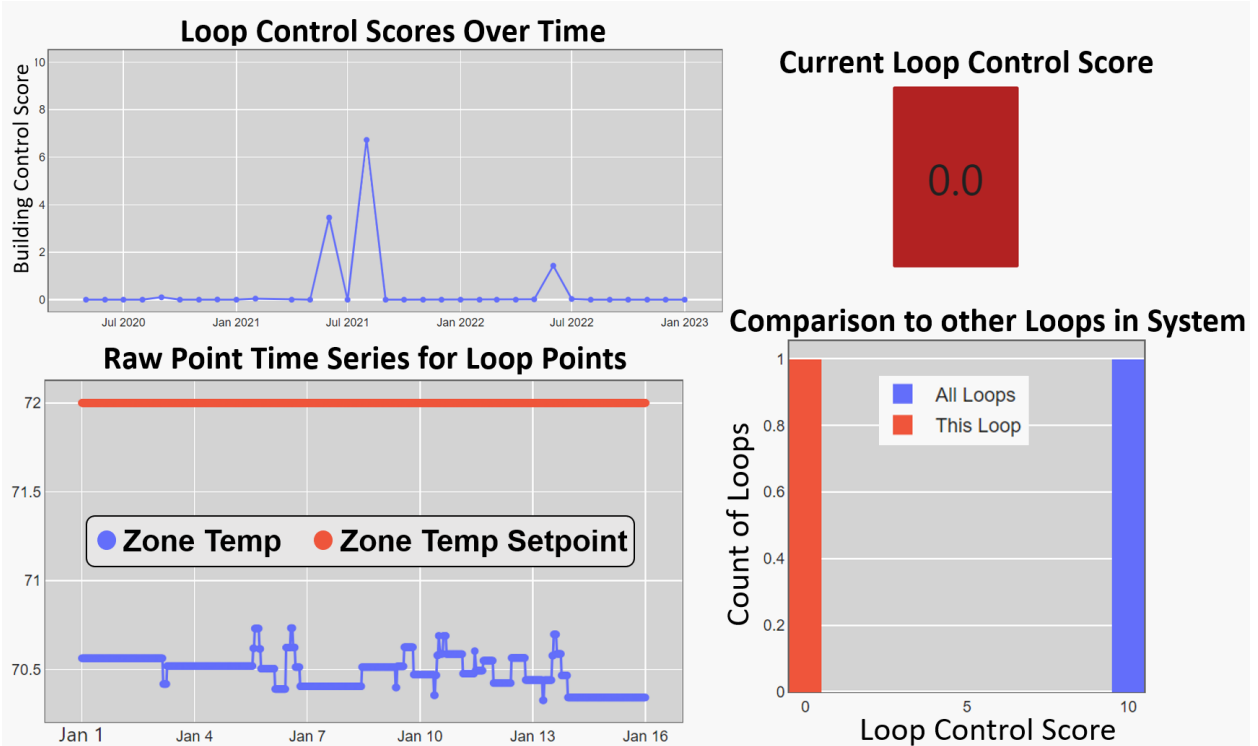 Loop Control Scores Over Time
Building Control Score
10
8
6
4
2
0
Jul 2020
Jan 2021
Jul 2021
Jan 2022
Jul 2022
Jan 2023
Current Loop Control Score
0.0
Raw Point Time Series for Loop Points
72
71.5
71
70.5
Zone Temp
Zone Temp Setpoint
Jan 1
Jan 4
Jan 7
Jan 10
Jan 13
Jan 16
Comparison to other Loops in System
Count of Loops
1
0.8
0.6
0.4
0.2
0
All Loops
This Loop
0
5
10
Loop Control Score